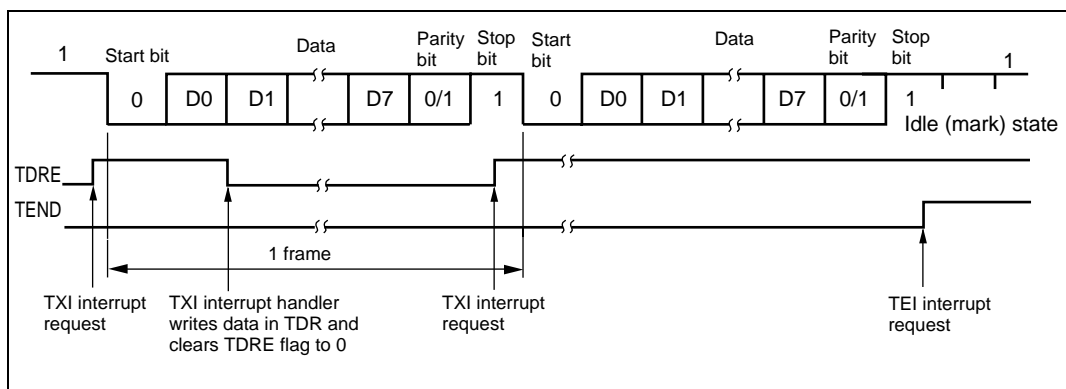 1
Start bit
Data
Parity
bit
Stop
bit
Start
bit
Data
Parity
bit
Stop
bit
1
0 D0 D1 D7 0/1 1 0 D0 D1 D7 0/1 1
Idle (mark) state
TDRE
TEND
1 frame
TXI interrupt
request
TXI interrupt handler
writes data in TDR and
clears TDRE flag to 0
TXI interrupt
request
TEI interrupt
request